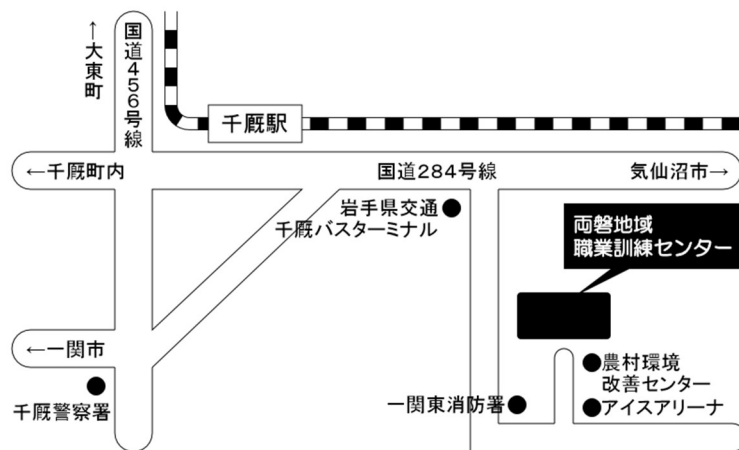 ←大東町
国道456号線
千厩駅
←千厩町内
国道284号線
気仙沼市→
岩手県交通
千厩バスターミナル
両磐地域
職業訓練センター
←一関市
千厩警察署
農村環境
改善センター
一関東消防署
アイスアリーナ